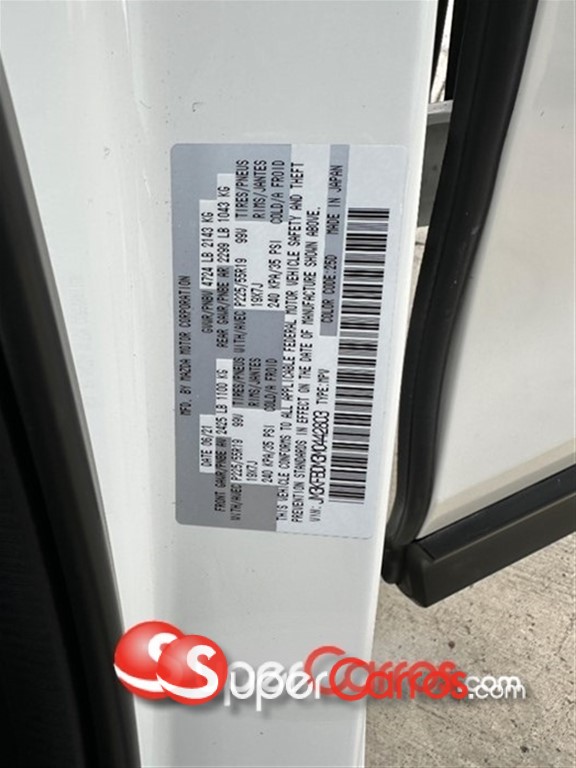 MFD. BY MAZDA MOTOR CORPORATION
DATE 06/21 GVWR/PNBV 4724 LB 2143 KG
FRONT GAWR/PNBE AV 2425 LB 1100 KG REAR GAWR/PNBE AR 2299 LB 1043 KG
WITH/AVEC P225/55R19 99V TIRES/PNEUS WITH/AVEC P225/55R19 99V TIRES/PNEUS
19X7J RIMS/JANTES 19X7J RIMS/JANTES
240 KPA/35 PSI COLD/A FROID 240 KPA/35 PSI COLD/A FROID
THIS VEHICLE CONFORMS TO ALL APPLICABLE FEDERAL MOTOR VEHICLE SAFETY AND THEFT
PREVENTION STANDARDS IN EFFECT ON THE DATE OF MANUFACTURE SHOWN ABOVE.
VIN: TYPE:MPV COLOR CODE:25D MADE IN JAPAN
SuperCarros.com